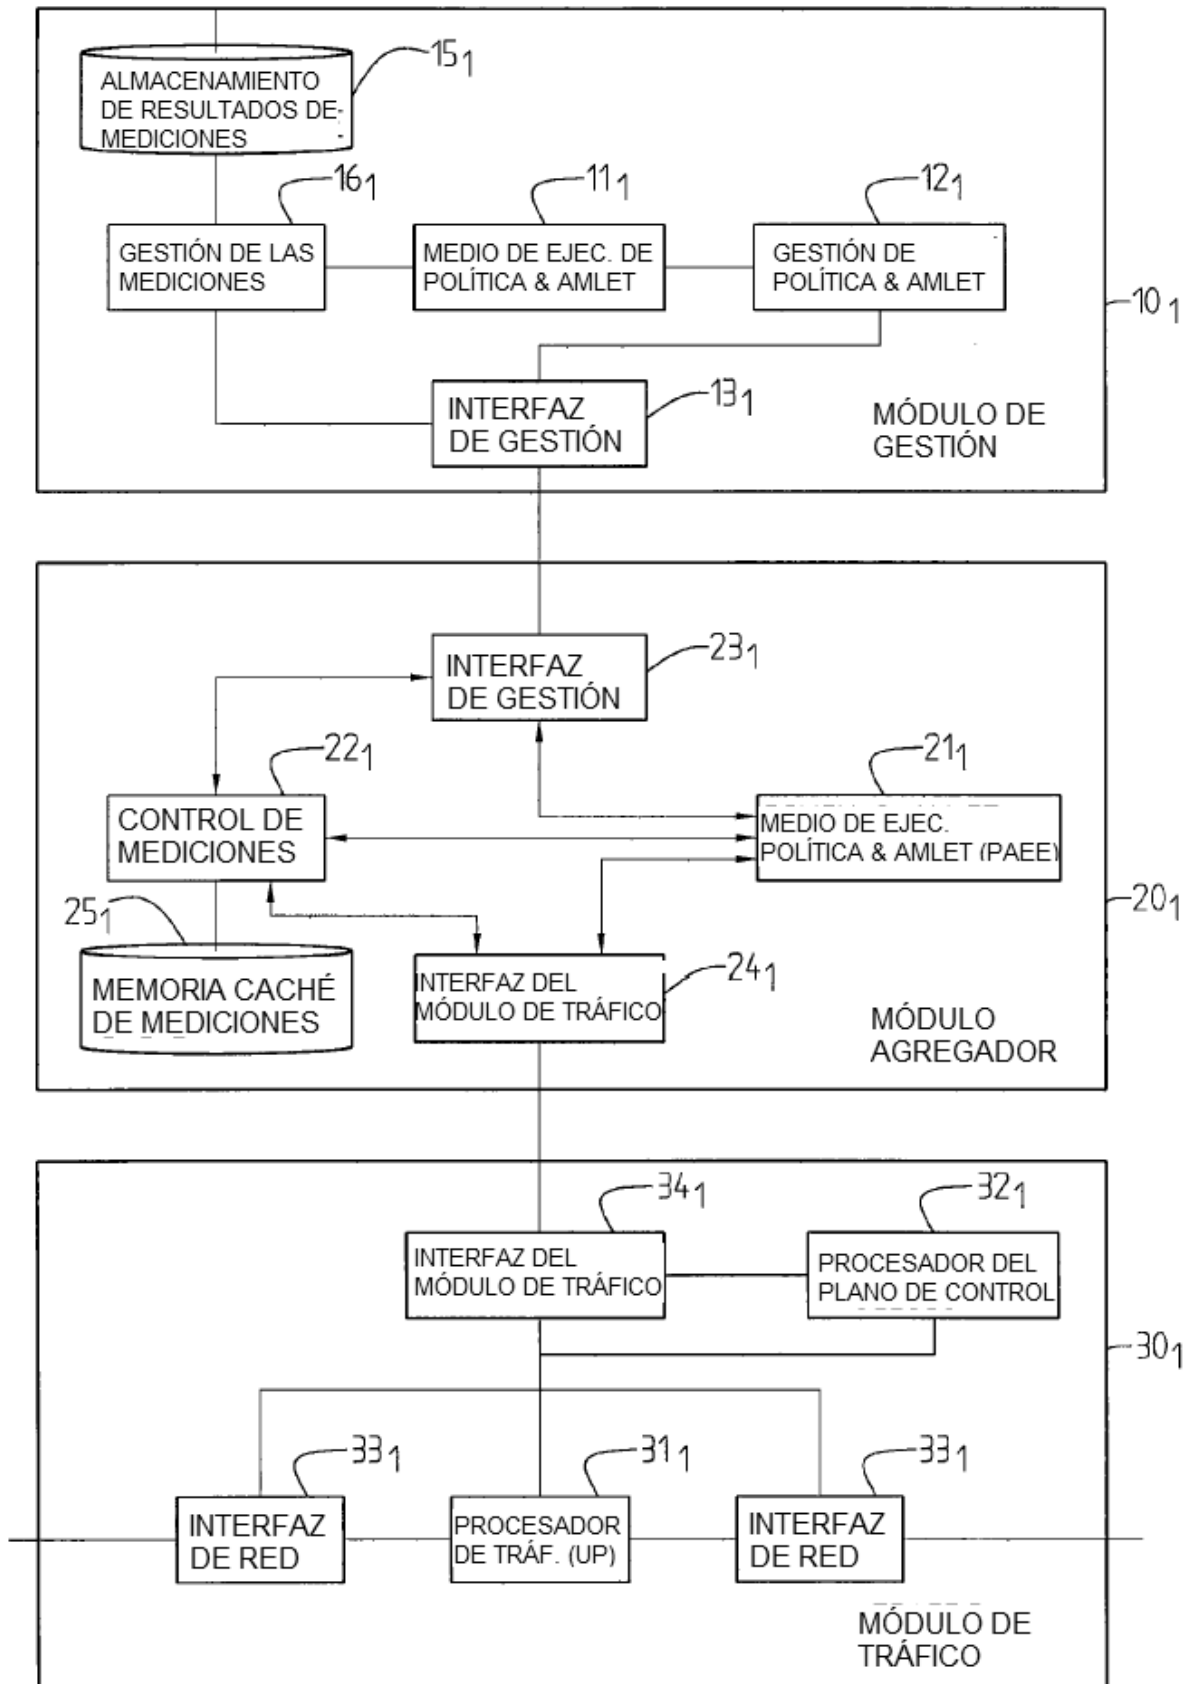 15₁
ALMACENAMIENTO
DE RESULTADOS DE
MEDICIONES
16₁
11₁
12₁
GESTIÓN DE LAS
MEDICIONES
MEDIO DE EJEC. DE
POLÍTICA & AMLET
GESTIÓN DE
POLÍTICA & AMLET
10₁
13₁
INTERFAZ
DE GESTIÓN
MÓDULO DE
GESTIÓN
23₁
INTERFAZ
DE GESTIÓN
22₁
21₁
CONTROL DE
MEDICIONES
MEDIO DE EJEC.
POLÍTICA & AMLET (PAEE)
20₁
25₁
MEMORIA CACHÉ
DE MEDICIONES
24₁
INTERFAZ DEL
MÓDULO DE TRÁFICO
MÓDULO
AGREGADOR
34₁
32₁
INTERFAZ DEL
MÓDULO DE TRÁFICO
PROCESADOR DEL
PLANO DE CONTROL
30₁
33₁
31₁
33₁
INTERFAZ
DE RED
PROCESADOR
DE TRÁF. (UP)
INTERFAZ
DE RED
MÓDULO DE
TRÁFICO